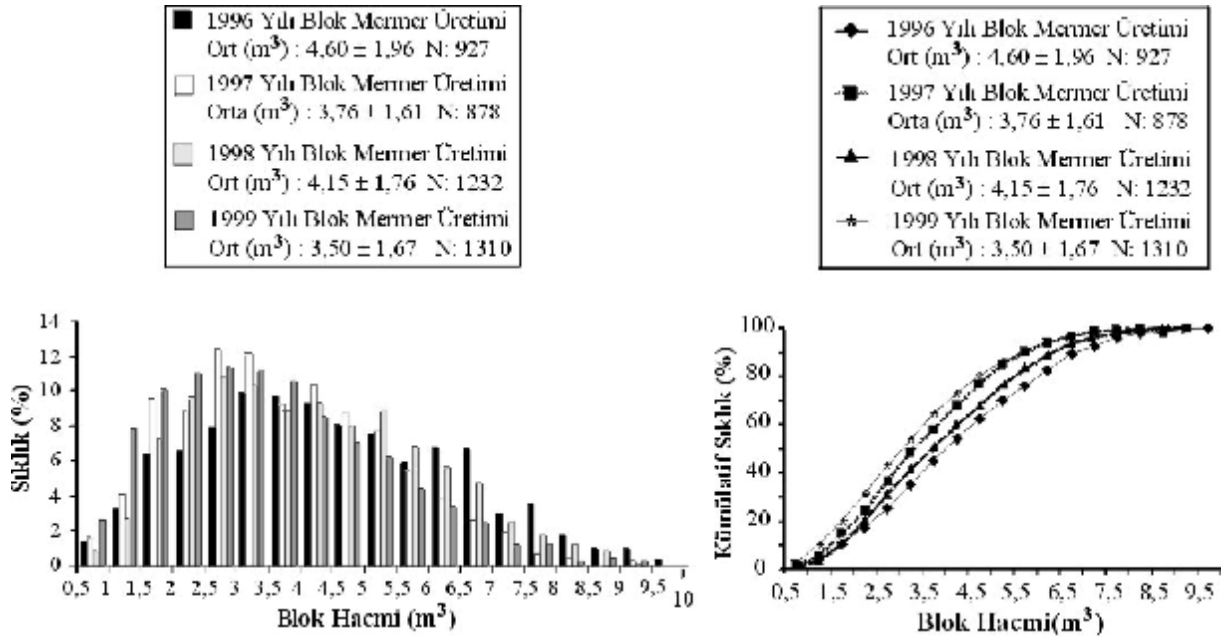 1996 Yılı Blok Mermer Üretimi
Ort (m³) : 4,60 ± 1,96 N: 927
1997 Yılı Blok Mermer Üretimi
Orta (m³) : 3,76 ± 1,61 N: 878
1998 Yılı Blok Mermer Üretimi
Ort (m³) : 4,15 ± 1,76 N: 1232
1999 Yılı Blok Mermer Üretimi
Ort (m³) : 3,50 ± 1,67 N: 1310
1996 Yılı Blok Mermer Üretimi
Ort (m³) : 4,60 ± 1,96 N: 927
1997 Yılı Blok Mermer Üretimi
Orta (m³) : 3,76 ± 1,61 N: 878
1998 Yılı Blok Mermer Üretimi
Ort (m³) : 4,15 ± 1,76 N: 1232
1999 Yılı Blok Mermer Üretimi
Ort (m³) : 3,50 ± 1,67 N: 1310
Sıklık (%)
14
12
10
8
6
4
2
0
0,5 1 1,5 2 2,5 3 3,5 4 4,5 5 5,5 6 6,5 7 7,5 8 8,5 9 9,5 10
Blok Hacmi (m³)
Kümülatif Sıklık (%)
100
80
60
40
20
0
0,5 1,5 2,5 3,5 4,5 5,5 6,5 7,5 8,5 9,5
Blok Hacmi(m³)